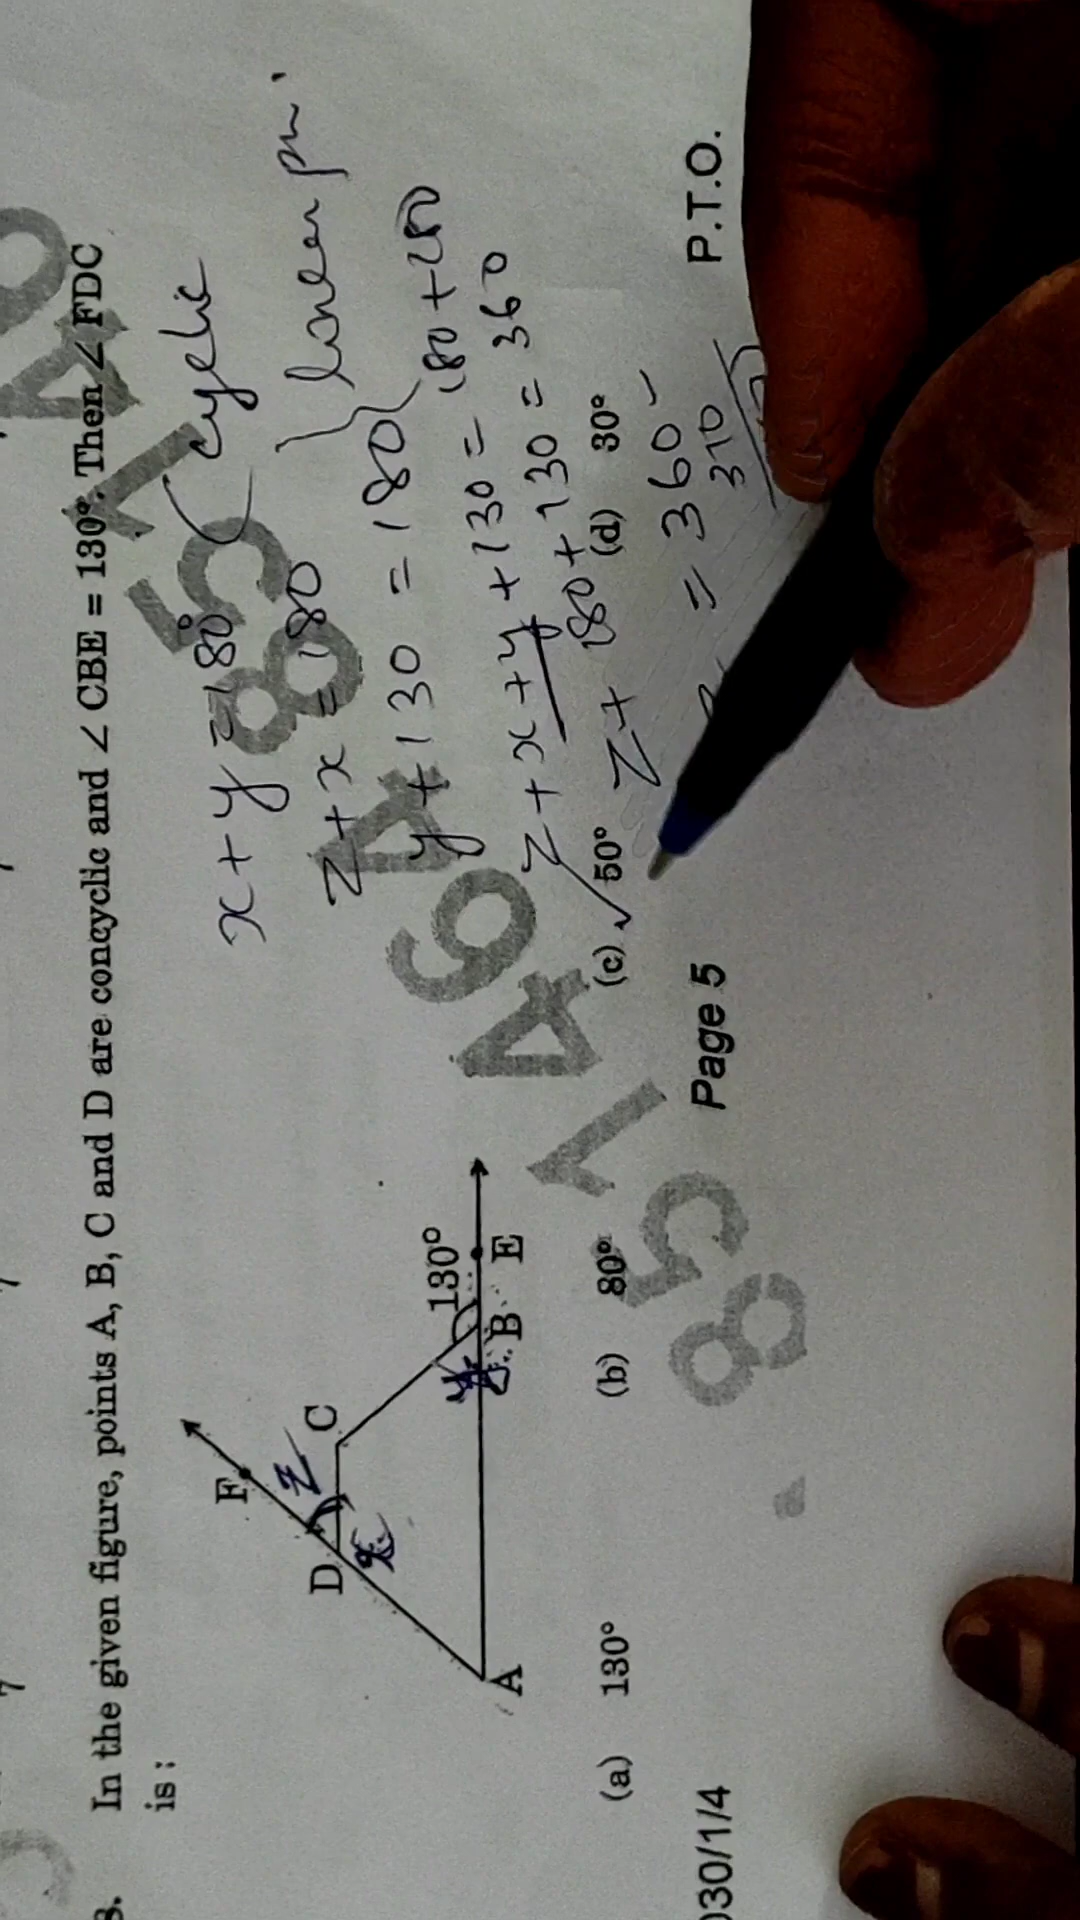 3. In the given figure, points A, B, C and D are concyclic and ∠ CBE = 130°. Then ∠ FDC
is :
x + y = 180° ( cyclic
z + x = 180 } linear
y + 130 = 180
z + x + y + 130 = 180 + 180
z + x + y + 130 = 360
z + 180 + 130 = 360
= 360 -
310
F
D
C
z
x
y
130°
A
B
E
(a) 130°
(b) 80°
(c) ✓ 50°
(d) 30°
030/1/4
Page 5
P.T.O.